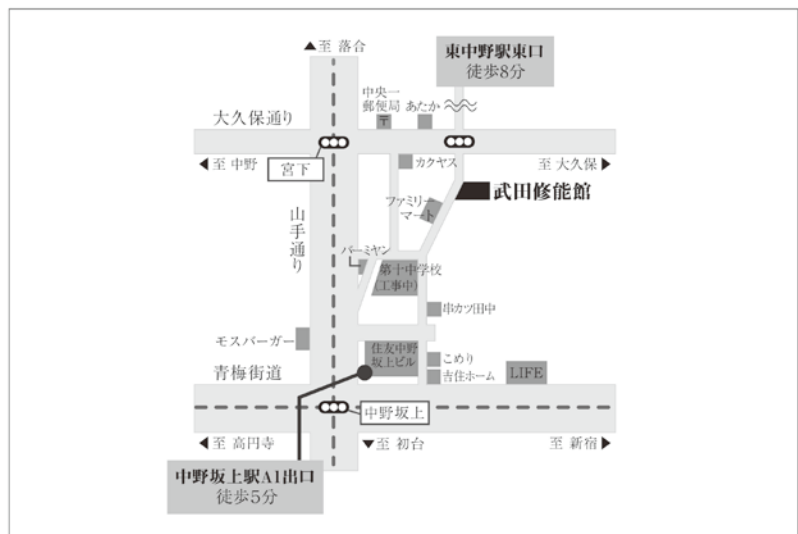 ▲至 落合
東中野駅東口
徒歩8分
中央一
郵便局
あたか
〒
大久保通り
◀至 中野
宮下
カクヤス
至 大久保▶
武田修能館
ファミリー
マート
山手通り
バーミヤン
第十中学校
(工事中)
串カツ田中
モスバーガー
住友中野
坂上ビル
こめり
吉住ホーム
LIFE
青梅街道
中野坂上
◀至 高円寺
▼至 初台
至 新宿▶
中野坂上駅A1出口
徒歩5分